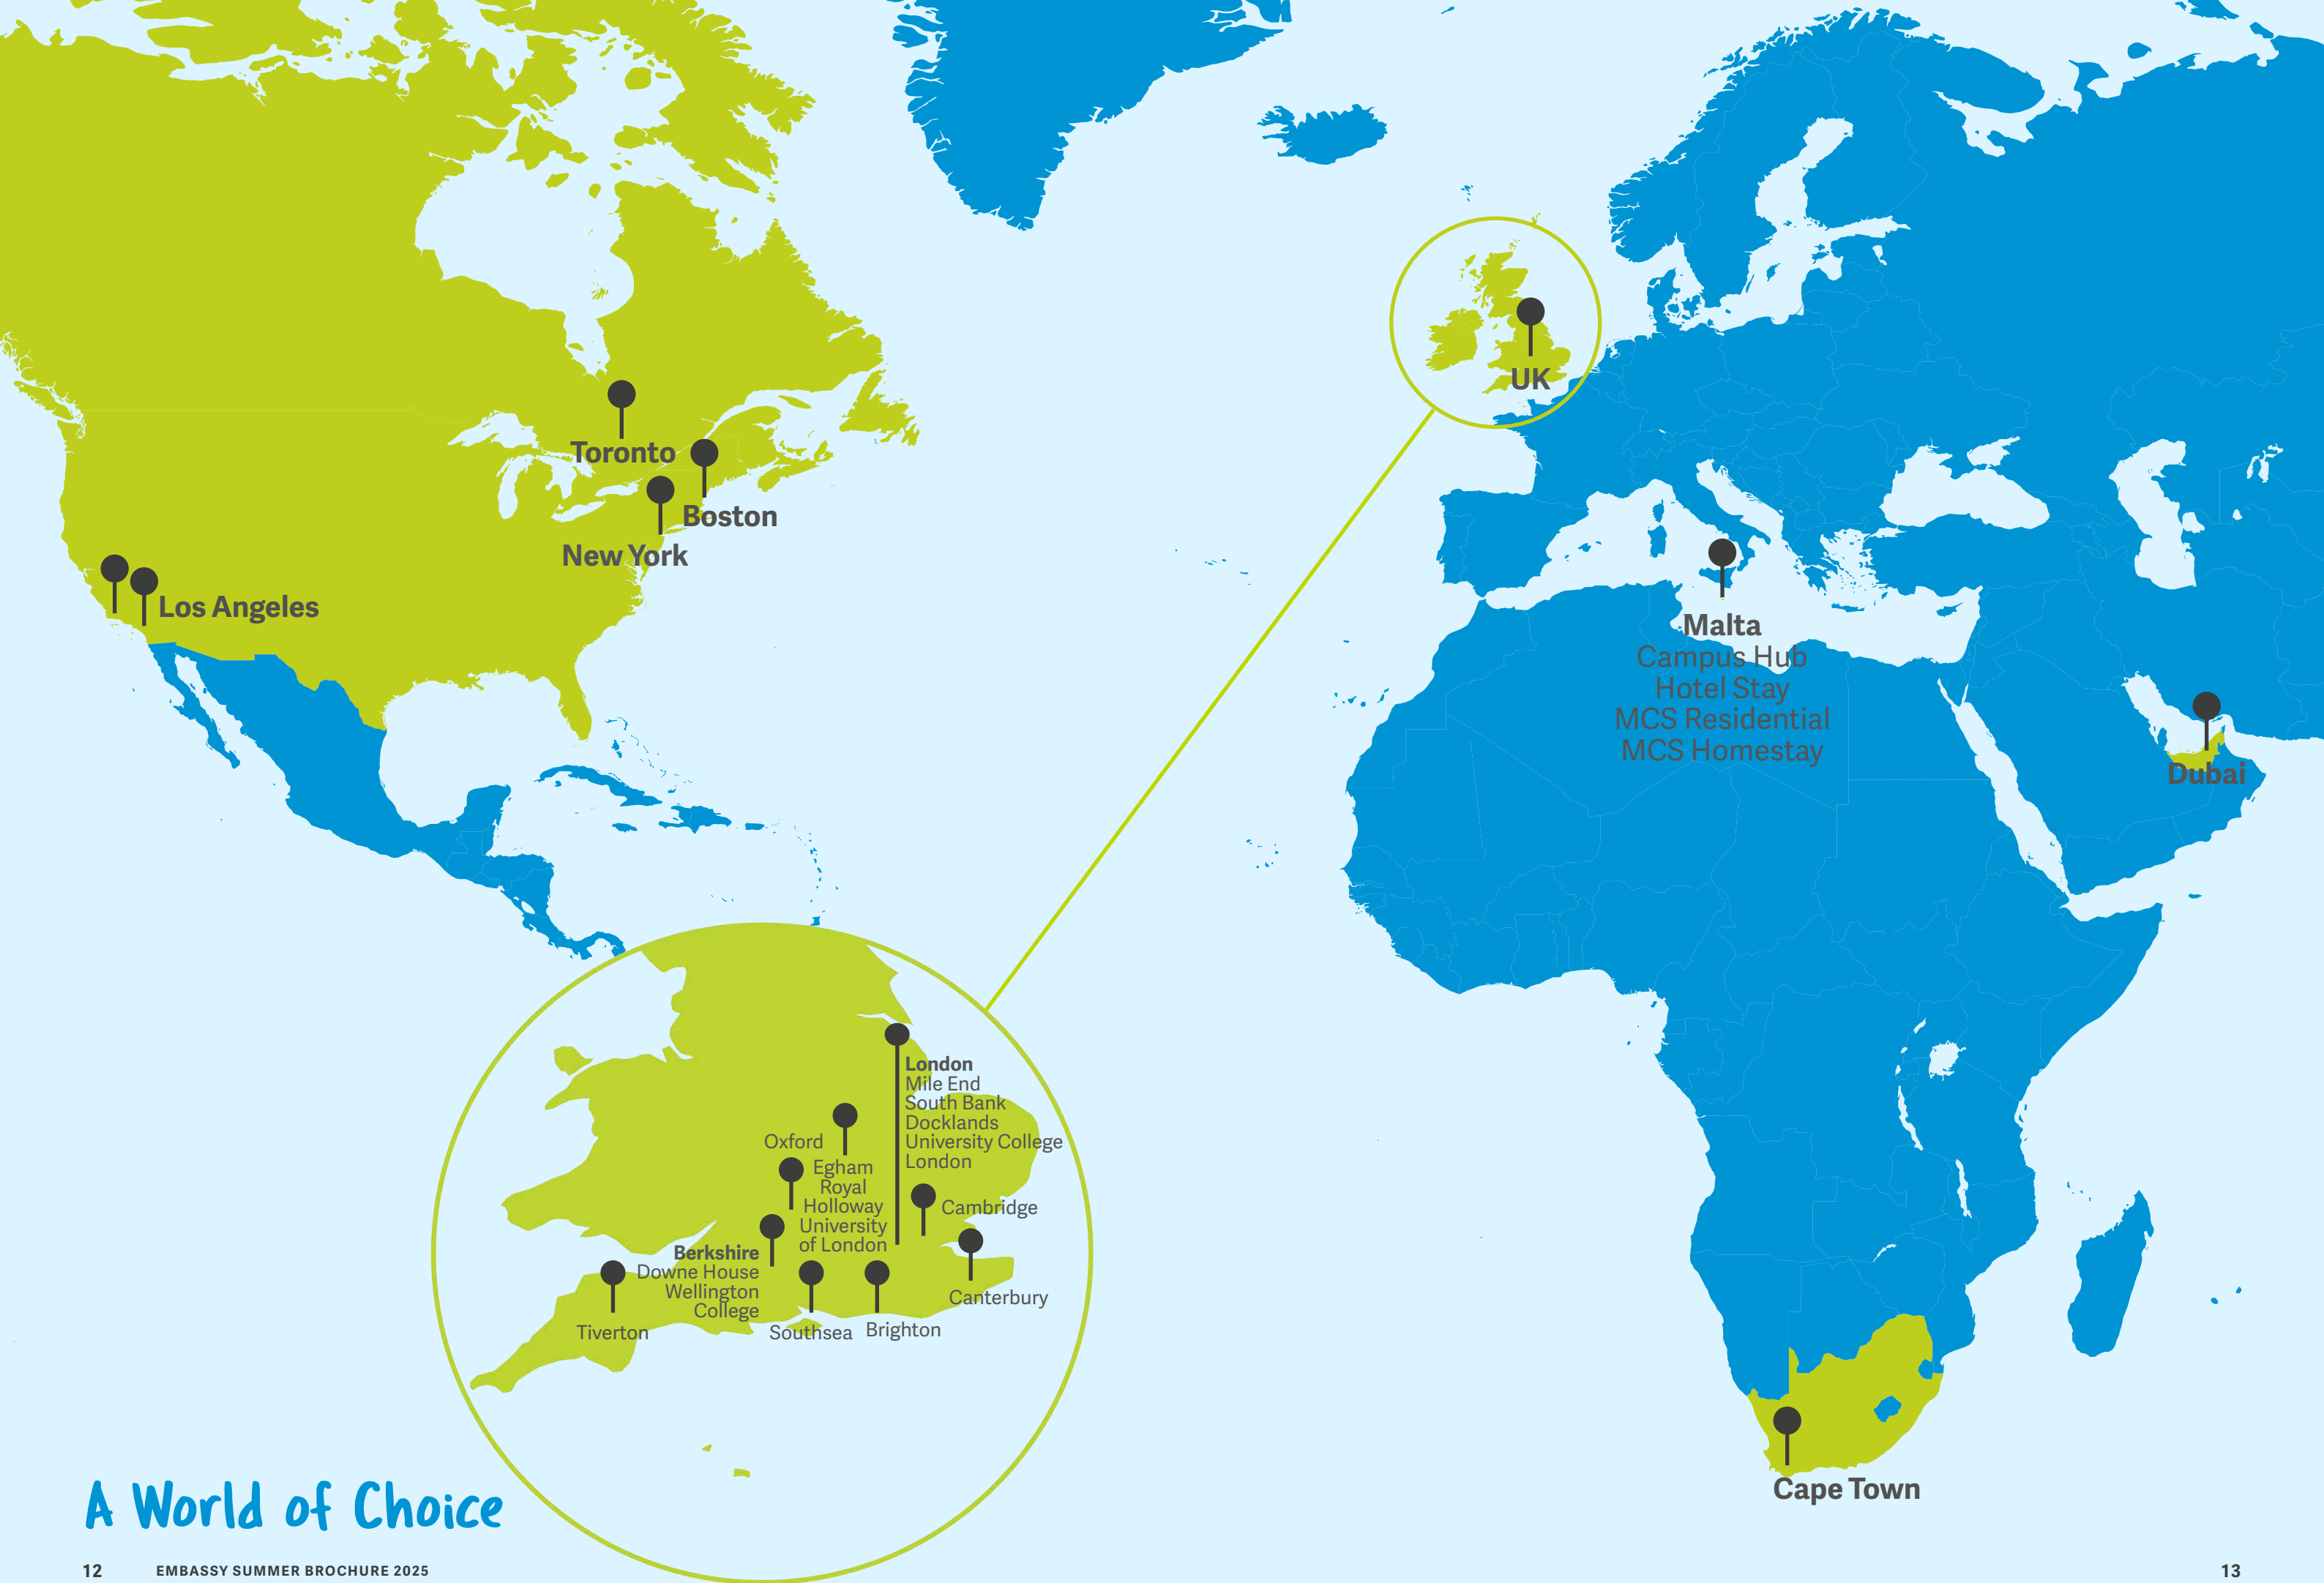 Toronto
Boston
New York
Los Angeles
UK
Malta
Campus Hub
Hotel Stay
MCS Residential
MCS Homestay
Dubai
London
Mile End
South Bank
Docklands
University College
London
Oxford
Egham
Royal
Holloway
University
of London
Cambridge
Berkshire
Downe House
Wellington
College
Canterbury
Tiverton
Southsea
Brighton
Cape Town
A World of Choice
12 EMBASSY SUMMER BROCHURE 2025
13